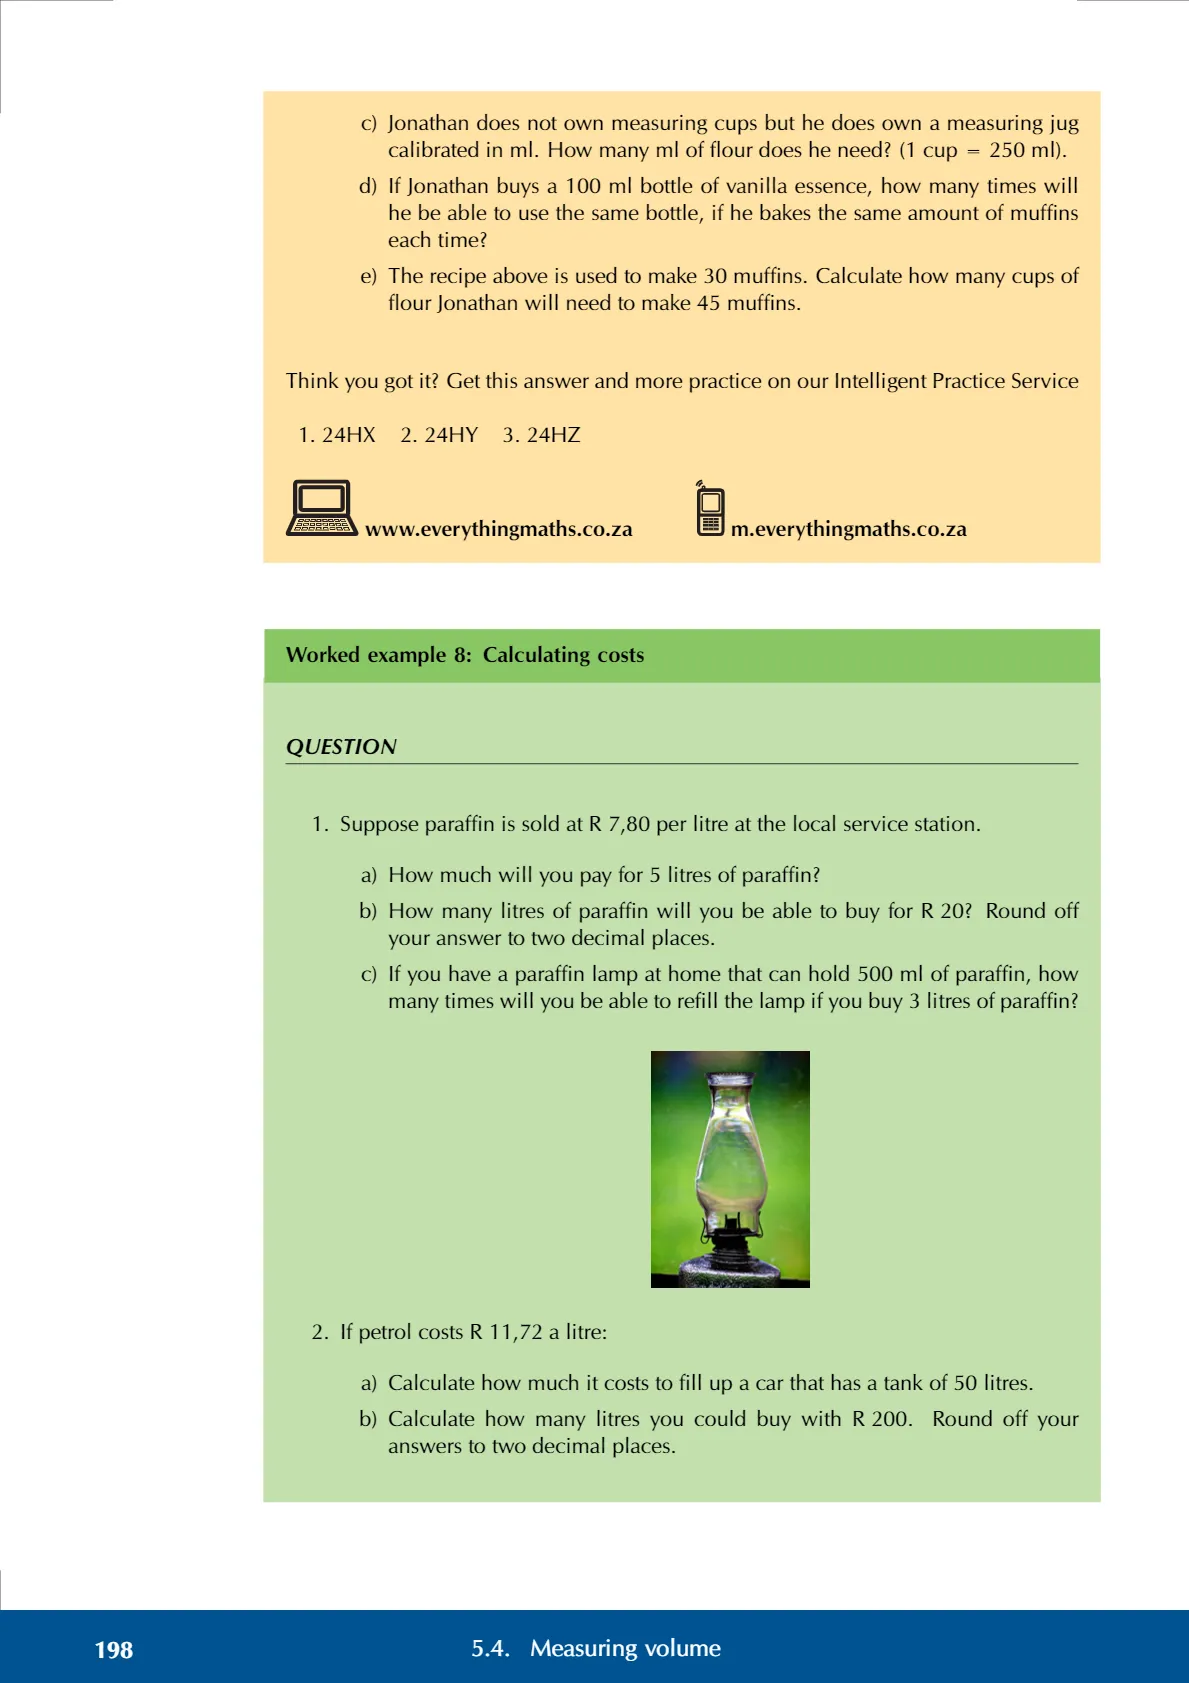 c) Jonathan does not own measuring cups but he does own a measuring jug
calibrated in ml. How many ml of flour does he need? (1 cup = 250 ml).
d) If Jonathan buys a 100 ml bottle of vanilla essence, how many times will
he be able to use the same bottle, if he bakes the same amount of muffins
each time?
e) The recipe above is used to make 30 muffins. Calculate how many cups of
flour Jonathan will need to make 45 muffins.
Think you got it? Get this answer and more practice on our Intelligent Practice Service
1. 24HX 2. 24HY 3. 24HZ
www.everythingmaths.co.za m.everythingmaths.co.za
Worked example 8: Calculating costs
QUESTION
1. Suppose paraffin is sold at R 7,80 per litre at the local service station.
a) How much will you pay for 5 litres of paraffin?
b) How many litres of paraffin will you be able to buy for R 20? Round off
your answer to two decimal places.
c) If you have a paraffin lamp at home that can hold 500 ml of paraffin, how
many times will you be able to refill the lamp if you buy 3 litres of paraffin?
2. If petrol costs R 11,72 a litre:
a) Calculate how much it costs to fill up a car that has a tank of 50 litres.
b) Calculate how many litres you could buy with R 200. Round off your
answers to two decimal places.
198 5.4. Measuring volume